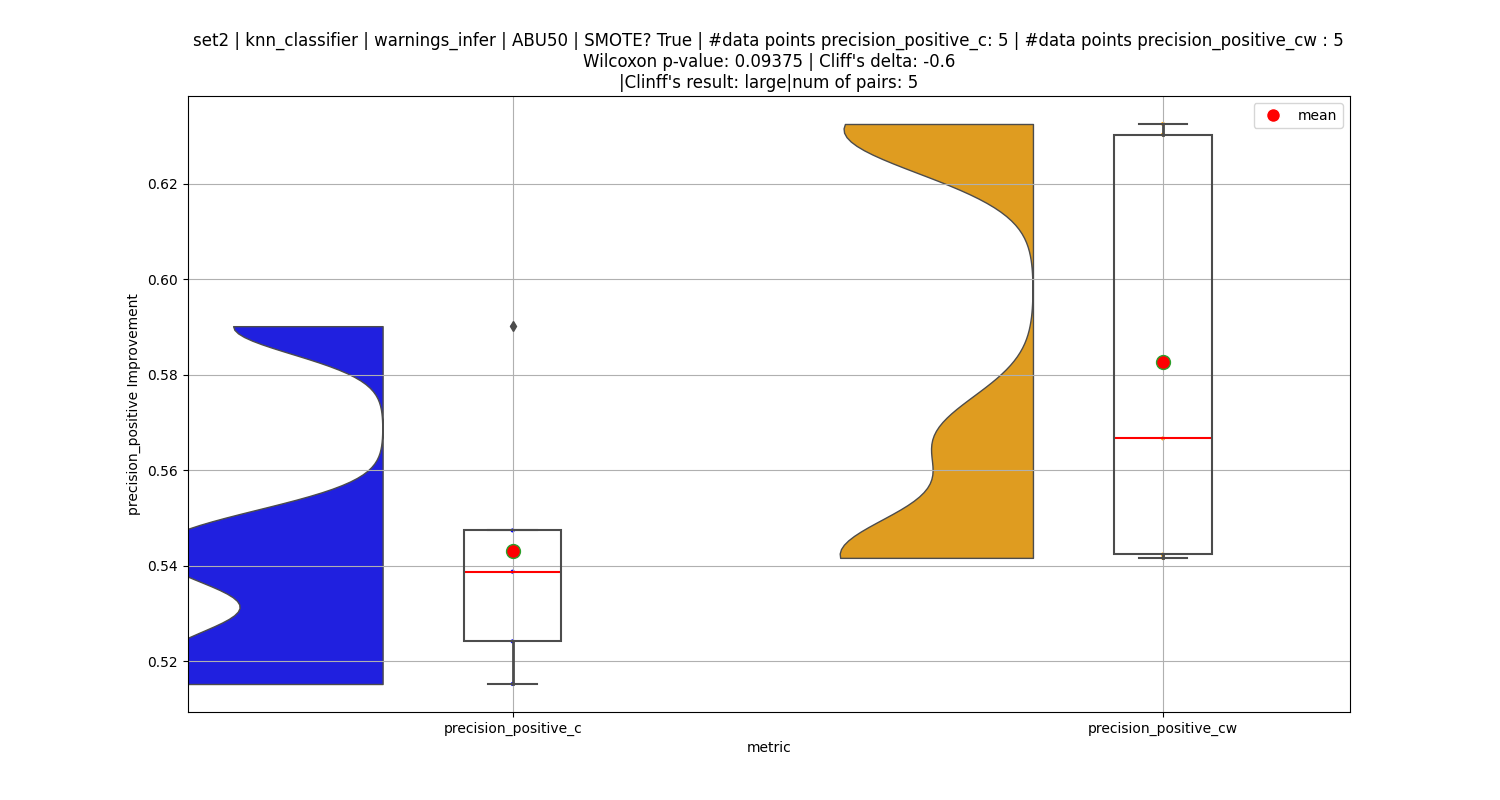 set2 | knn_classifier | warnings_infer | ABU50 | SMOTE? True | #data points precision_positive_c: 5 | #data points precision_positive_cw : 5
Wilcoxon p-value: 0.09375 | Cliff's delta: -0.6
|Clinff's result: large|num of pairs: 5
mean
0.62
0.60
0.58
0.56
0.54
0.52
precision_positive Improvement
precision_positive_c
precision_positive_cw
metric